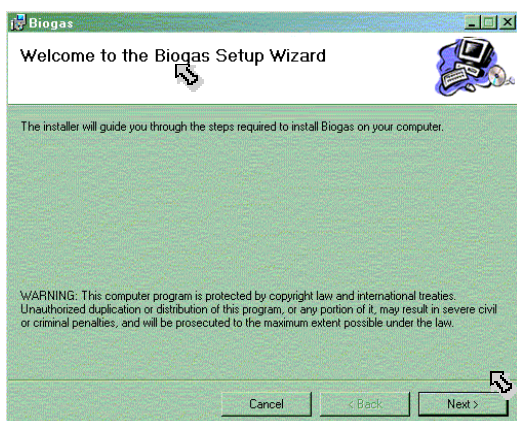 Biogas
Welcome to the Biogas Setup Wizard
The installer will guide you through the steps required to install Biogas on your computer.
WARNING: This computer program is protected by copyright law and international treaties.
Unauthorized duplication or distribution of this program, or any portion of it, may result in severe civil
or criminal penalties, and will be prosecuted to the maximum extent possible under the law.
Cancel
< Back
Next >